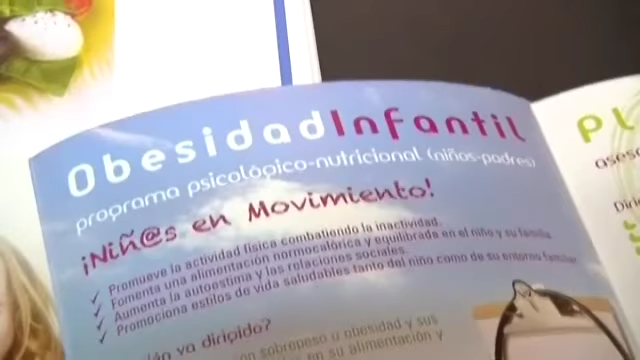 ObesidadInfantil
programa psicológico-nutricional (niños-padres)
¡Niñ@s en Movimiento!
✓ Promueve la actividad física combatiendo la inactividad.
✓ Fomenta una alimentación normocalórica y equilibrada en el niño y su familia.
✓ Aumenta la autoestima y las relaciones sociales.
✓ Promociona estilos de vida saludables tanto del niño como de su entorno familiar
va dirigido?
sobrepeso u obesidad y sus
en su alimentación y